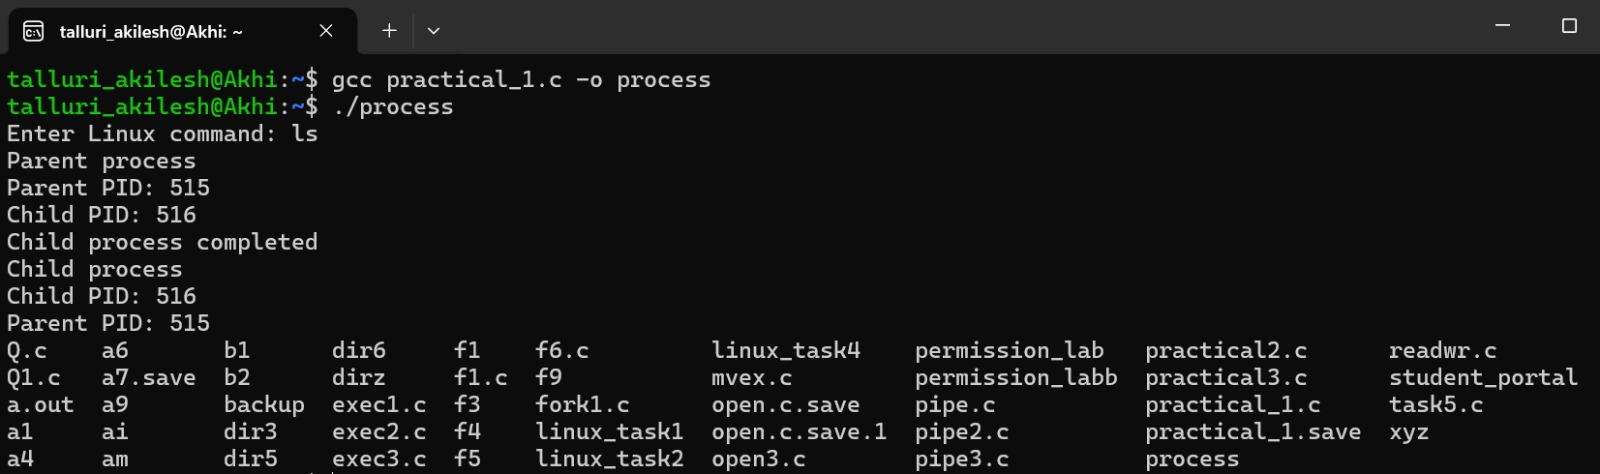 talluri_akilesh@Akhi: ~
talluri_akilesh@Akhi:~$ gcc practical_1.c -o process
talluri_akilesh@Akhi:~$ ./process
Enter Linux command: ls
Parent process
Parent PID: 515
Child PID: 516
Child process completed
Child process
Child PID: 516
Parent PID: 515
Q.c a6 b1 dir6 f1 f6.c linux_task4 permission_lab practical2.c readwr.c
Q1.c a7.save b2 dirz f1.c f9 mvex.c permission_labb practical3.c student_portal
a.out a9 backup exec1.c f3 fork1.c open.c.save pipe.c practical_1.c task5.c
a1 ai dir3 exec2.c f4 linux_task1 open.c.save.1 pipe2.c practical_1.save xyz
a4 am dir5 exec3.c f5 linux_task2 open3.c pipe3.c process